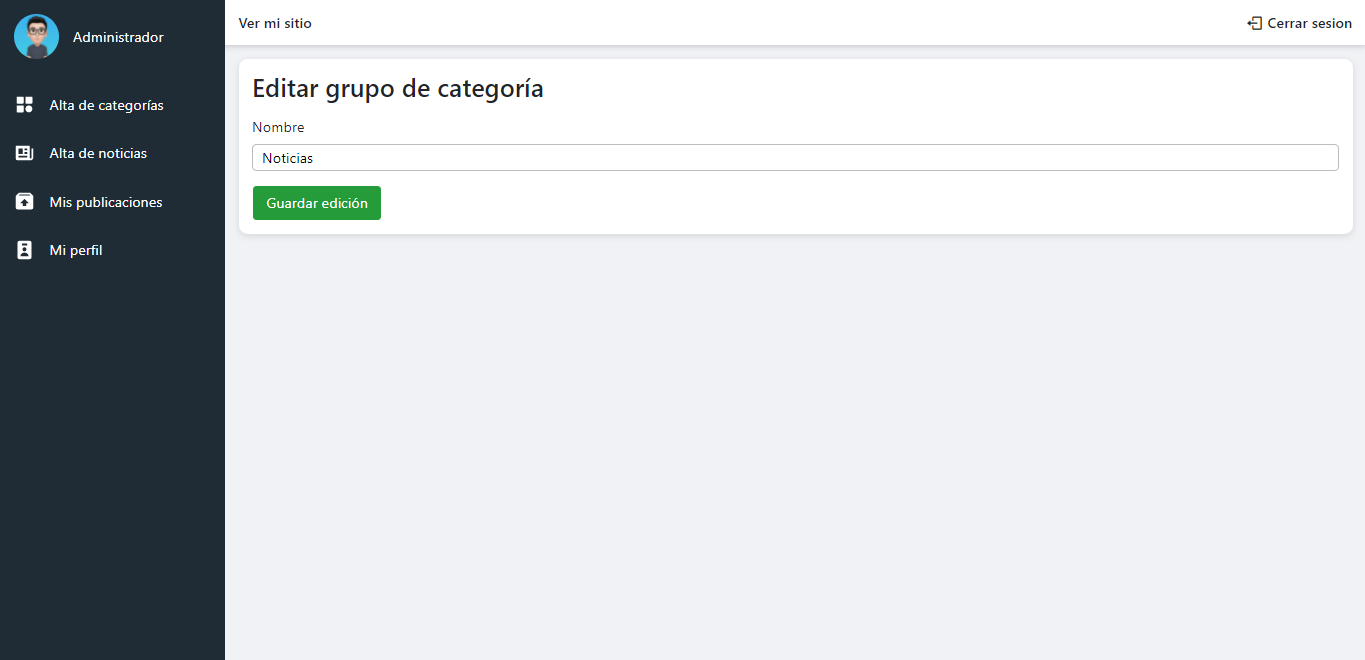 Administrador
Alta de categorías
Alta de noticias
Mis publicaciones
Mi perfil
Ver mi sitio
Cerrar sesion
Editar grupo de categoría
Nombre
Noticias
Guardar edición